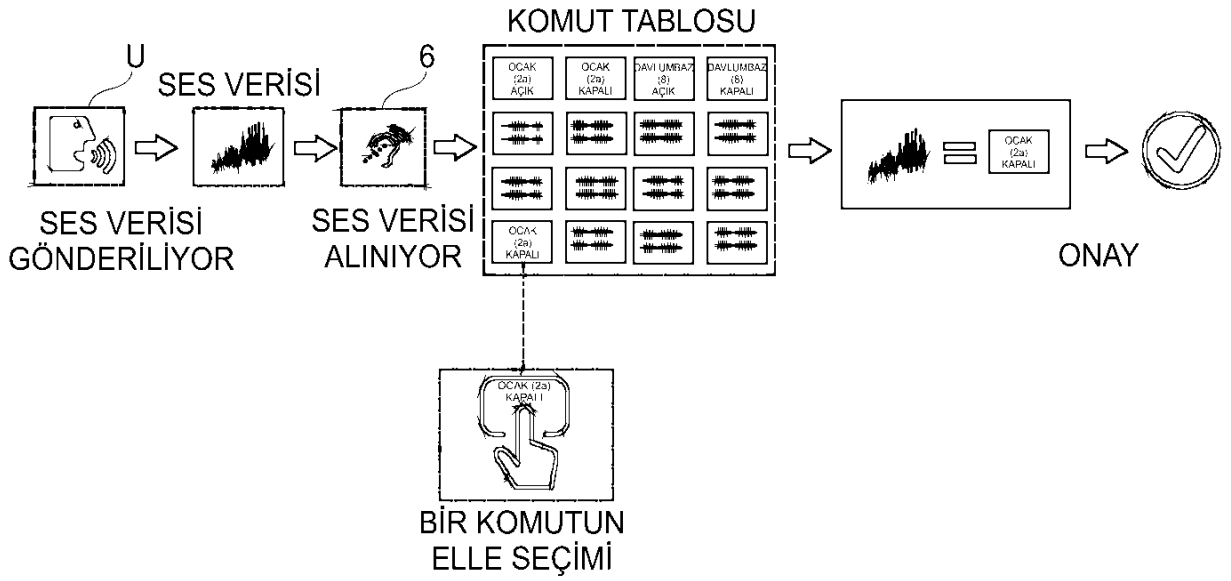 KOMUT TABLOSU
U
6
SES VERİSİ
OCAK
(2a)
AÇIK
OCAK
(2a)
KAPALI
DAVLUMBAZ
(8)
AÇIK
DAVLUMBAZ
(8)
KAPALI
OCAK
(2a)
KAPALI
OCAK
(2a)
KAPALI
SES VERİSİ
GÖNDERİLİYOR
SES VERİSİ
ALINIYOR
ONAY
OCAK (2a)
KAPALI
BİR KOMUTUN
ELLE SEÇİMİ